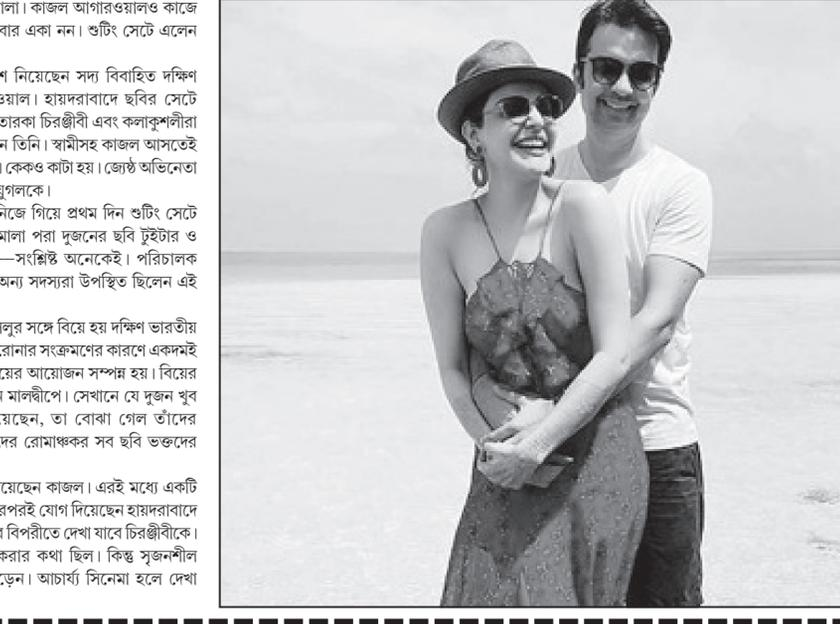 লা। কাজল আগারওয়ালও কাজে
বার একা নন। শুটিং সেটে এলেন
নিয়েছেন সদ্য বিবাহিত দক্ষিণ
ওয়াল। হায়দরাবাদে ছবির সেটে
তারকা চিরঞ্জীবী এবং কলাকুশলীরা
ন তিনি। স্বামীসহ কাজল আসতেই
। কেকও কাটা হয়। জ্যেষ্ঠ অভিনেতা
যুগলকে।
নিজে গিয়ে প্রথম দিন শুটিং সেটে
মালা পরা দুজনের ছবি টুইটার ও
—সংশ্লিষ্ট অনেকেই। পরিচালক
অন্য সদস্যরা উপস্থিত ছিলেন এই
লুর সঙ্গে বিয়ে হয় দক্ষিণ ভারতীয়
রোনার সংক্রমণের কারণে একদমই
য়ের আয়োজন সম্পন্ন হয়। বিয়ের
ন মালদ্বীপে। সেখানে যে দুজন খুব
য়েছেন, তা বোঝা গেল তাঁদের
দের রোমাঞ্চকর সব ছবি ভক্তদের
য়েছেন কাজল। এরই মধ্যে একটি
রপরই যোগ দিয়েছেন হায়দরাবাদে
র বিপরীতে দেখা যাবে চিরঞ্জীবীকে।
করার কথা ছিল। কিন্তু সৃজনশীল
ড়েন। আচার্য্য সিনেমা হলে দেখা